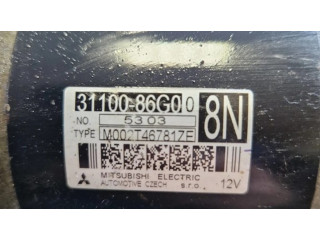 31100-86G00
8N
NO. 5303
TYPE M002T46781ZE
MITSUBISHI ELECTRIC
AUTOMOTIVE CZECH s.r.o. 12V